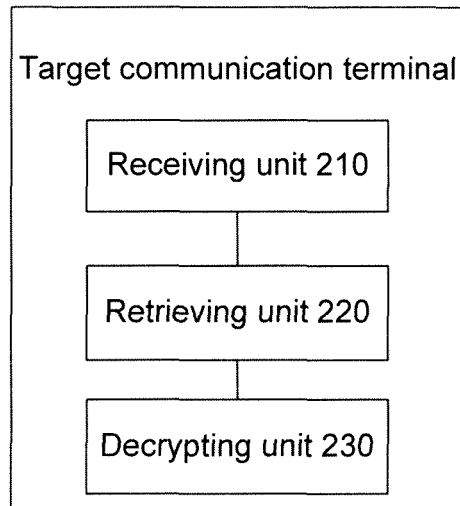 Target communication terminal
Receiving unit 210
Retrieving unit 220
Decrypting unit 230